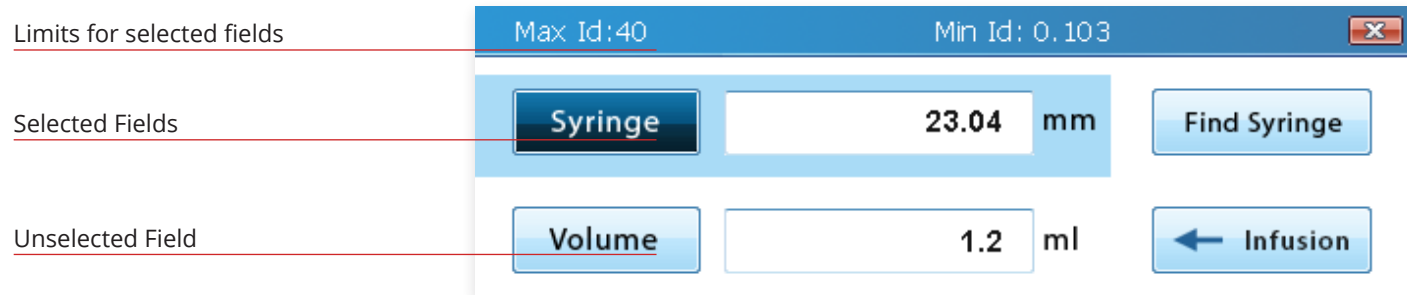 Limits for selected fields
Max Id:40 Min Id: 0.103
Selected Fields
Syringe 23.04 mm Find Syringe
Unselected Field
Volume 1.2 ml Infusion